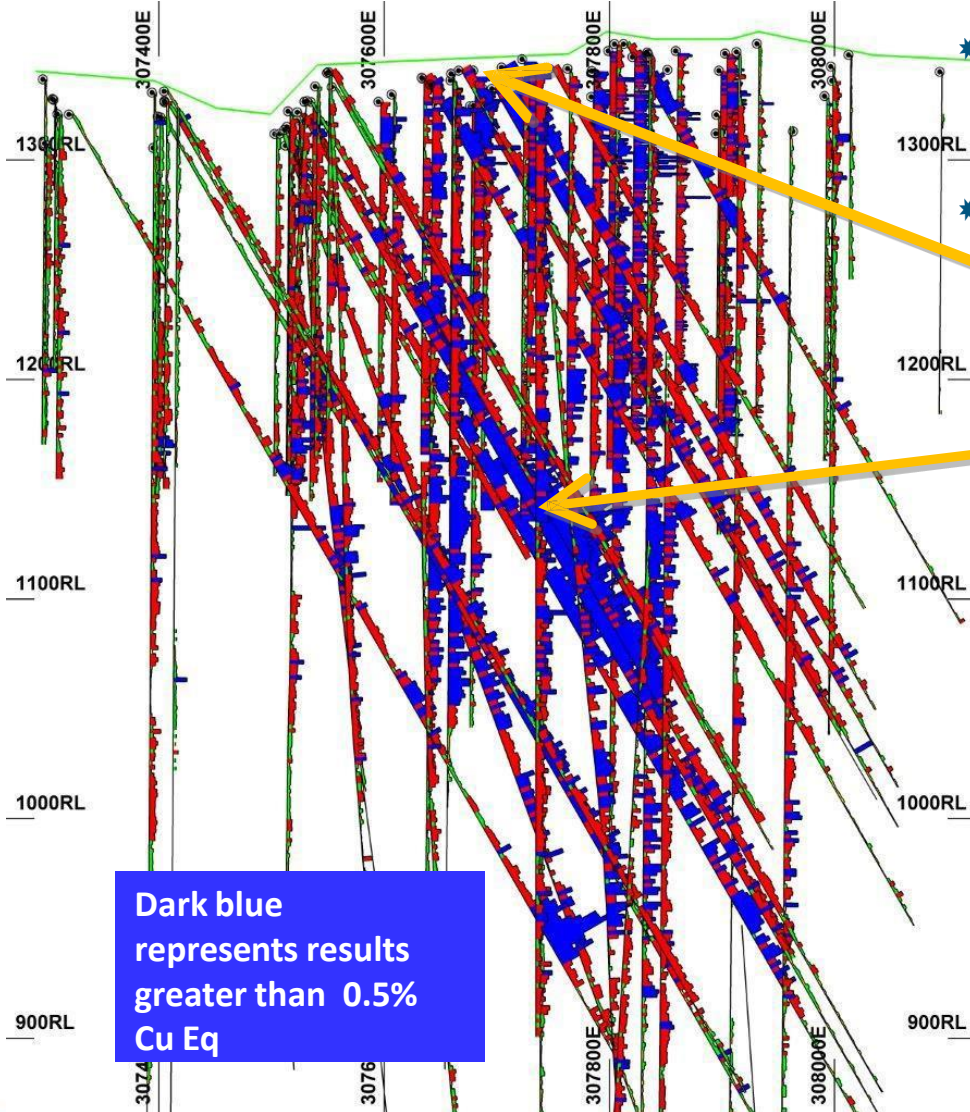 307400E
307600E
307800E
308000E
1300RL
1300RL
1200RL
1200RL
1100RL
1100RL
1000RL
1000RL
900RL
900RL
Dark blue
represents results
greater than 0.5%
Cu Eq
307800E
308000E